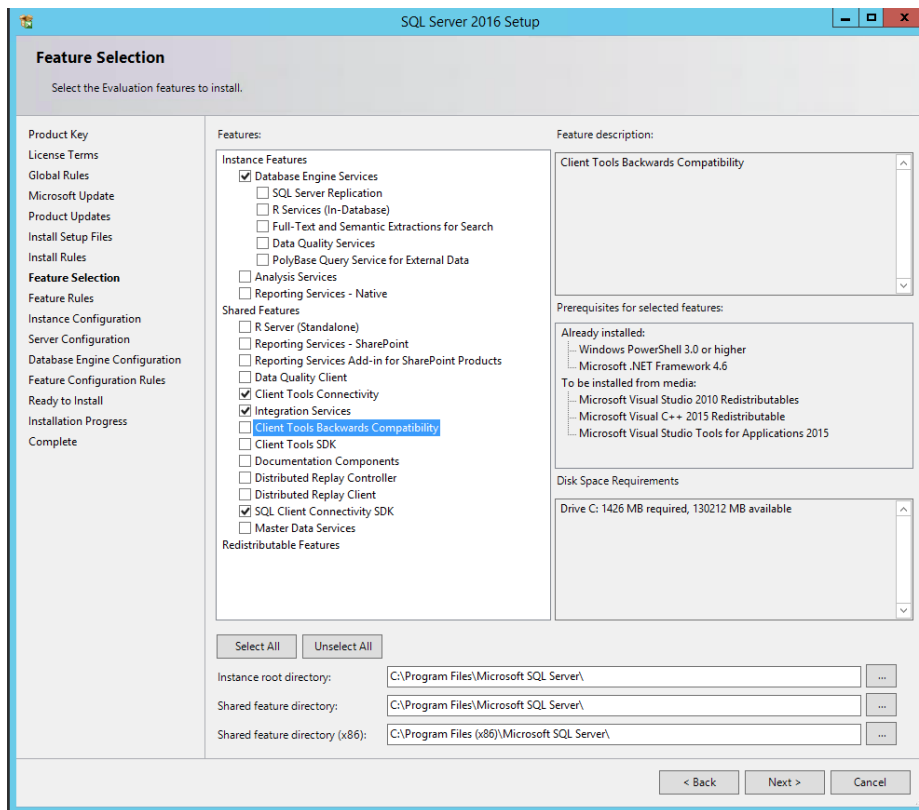 SQL Server 2016 Setup
Feature Selection
Select the Evaluation features to install.
Product Key
License Terms
Global Rules
Microsoft Update
Product Updates
Install Setup Files
Install Rules
Feature Selection
Feature Rules
Instance Configuration
Server Configuration
Database Engine Configuration
Feature Configuration Rules
Ready to Install
Installation Progress
Complete
Features:
Instance Features
Database Engine Services
SQL Server Replication
R Services (In-Database)
Full-Text and Semantic Extractions for Search
Data Quality Services
PolyBase Query Service for External Data
Analysis Services
Reporting Services - Native
Shared Features
R Server (Standalone)
Reporting Services - SharePoint
Reporting Services Add-in for SharePoint Products
Data Quality Client
Client Tools Connectivity
Integration Services
Client Tools Backwards Compatibility
Client Tools SDK
Documentation Components
Distributed Replay Controller
Distributed Replay Client
SQL Client Connectivity SDK
Master Data Services
Redistributable Features
Feature description:
Client Tools Backwards Compatibility
Prerequisites for selected features:
Already installed:
Windows PowerShell 3.0 or higher
Microsoft .NET Framework 4.6
To be installed from media:
Microsoft Visual Studio 2010 Redistributables
Microsoft Visual C++ 2015 Redistributable
Microsoft Visual Studio Tools for Applications 2015
Disk Space Requirements
Drive C: 1426 MB required, 130212 MB available
Select All
Unselect All
Instance root directory:
C:\Program Files\Microsoft SQL Server\
...
Shared feature directory:
C:\Program Files\Microsoft SQL Server\
...
Shared feature directory (x86):
C:\Program Files (x86)\Microsoft SQL Server\
...
< Back
Next >
Cancel